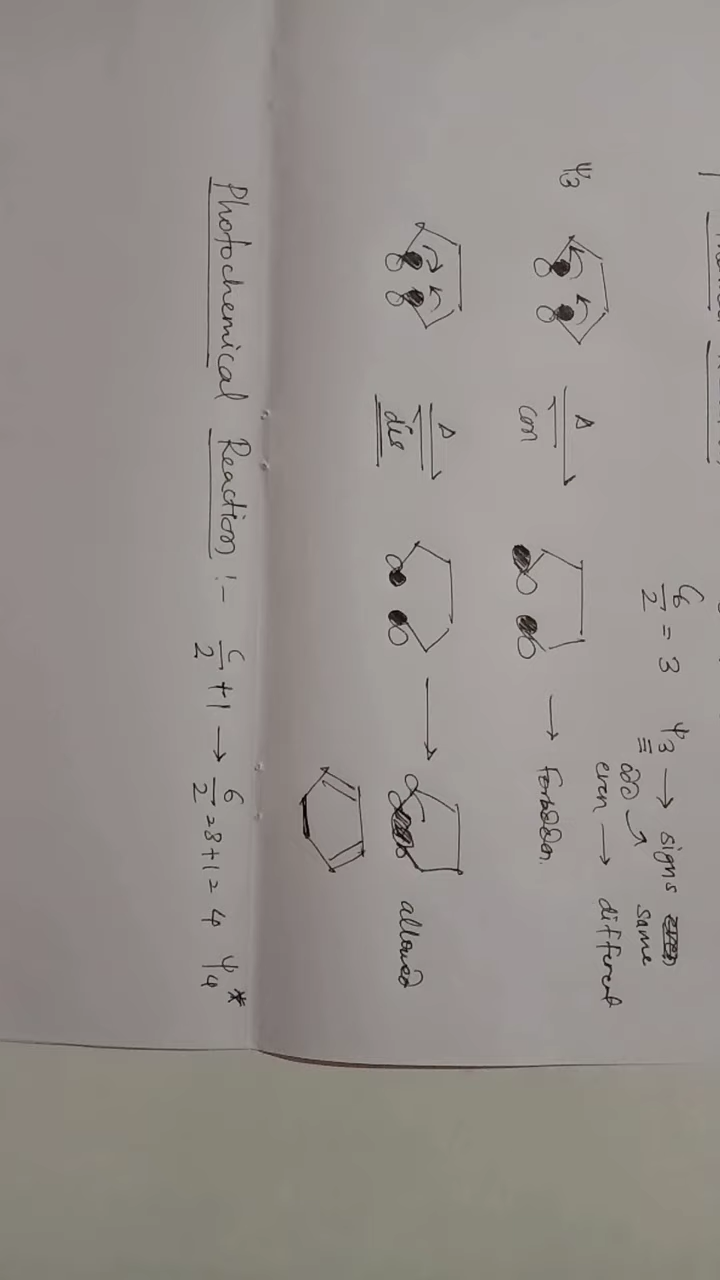 6/2 = 3 ψ3 → signs same
odd
even → different
ψ3
Δ
con
→ Forbidden.
Δ
dis
allowed
Photochemical Reaction :- 6/2 + 1 → 6/2 = 3 + 1 = 4 ψ4*